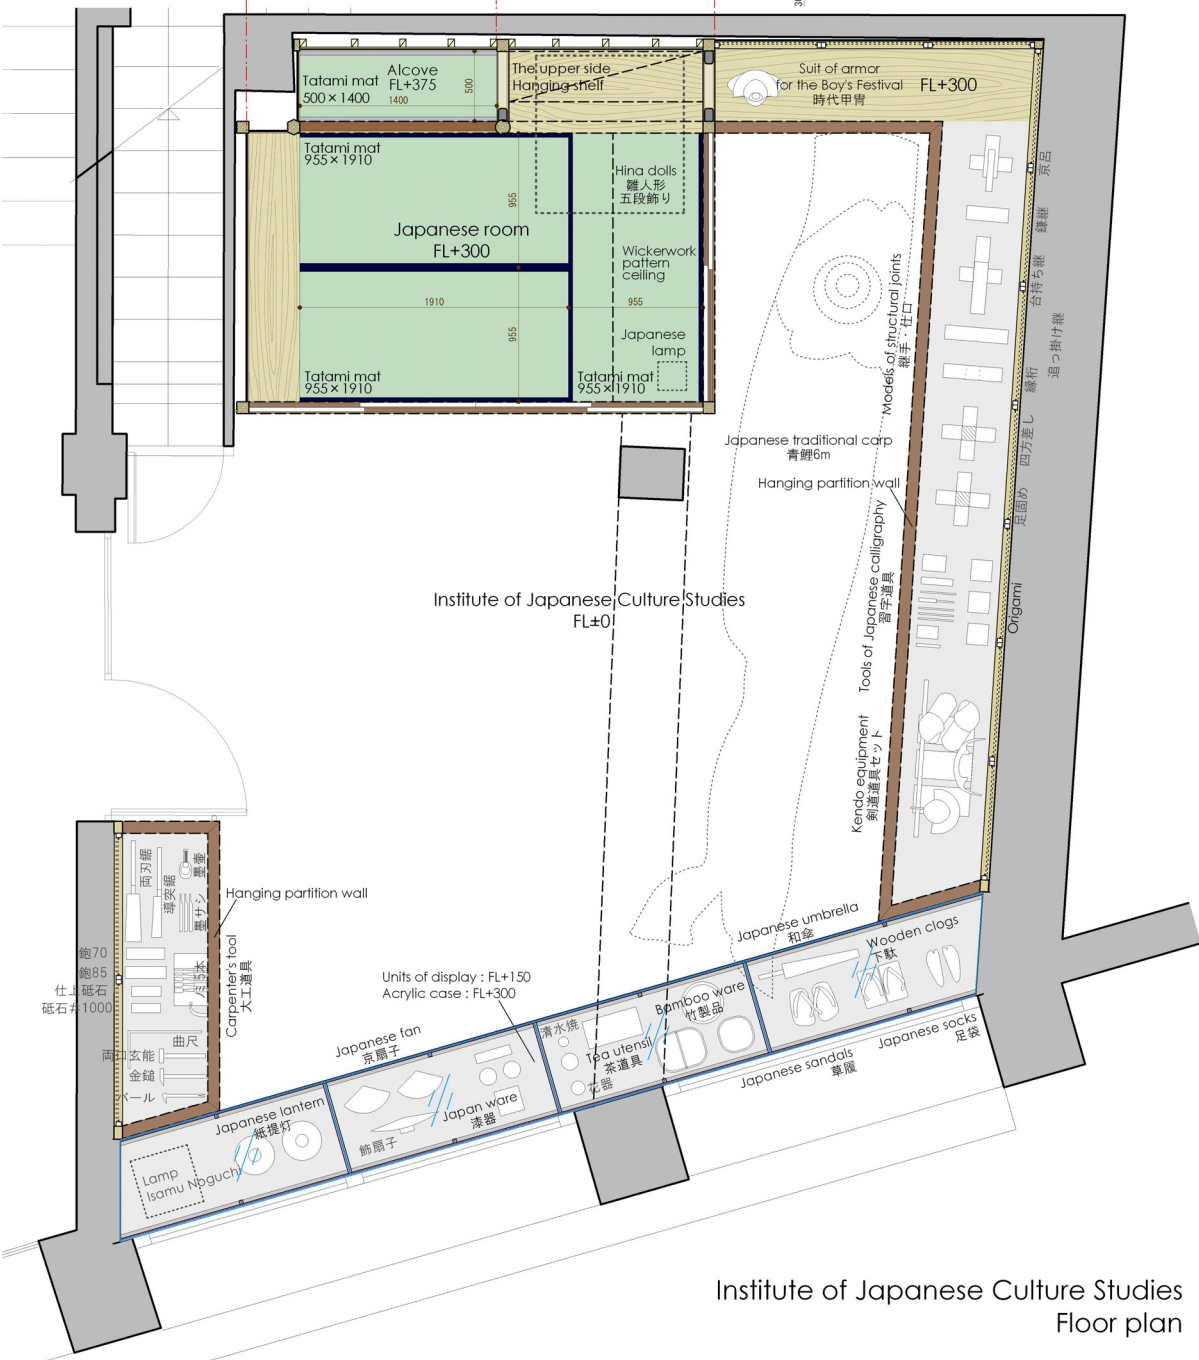 30
Alcove
FL+375
Tatami mat
500×1400
1400
500
The upper side
Hanging shelf
Suit of armor
for the Boy's Festival
時代甲冑
FL+300
Tatami mat
955×1910
955
Hina dolls
雛人形
五段飾り
Japanese room
FL+300
Wickerwork
pattern
ceiling
1910
955
955
Japanese
lamp
Tatami mat
955×1910
Tatami mat
955×1910
京呂
鎌継
台持ち継
追っ掛け継
縁桁
四方差し
足固め
Origami
Models of structural joints
継手・仕口
Japanese traditional carp
青鯉6m
Hanging partition wall
Tools of Japanese calligraphy
習字道具
Kendo equipment
剣道道具セット
Institute of Japanese Culture Studies
FL±0
両刃鋸
導突鋸
墨壷
墨サシ
Hanging partition wall
Carpenter's tool
大工道具
鉋70
鉋85
仕上砥石
砥石#1000
ノミ5本
曲尺
両口玄能
金鎚
バール
Units of display : FL+150
Acrylic case : FL+300
Japanese umbrella
和傘
Wooden clogs
下駄
Bamboo ware
竹製品
清水焼
Tea utensil
茶道具
花器
Japanese fan
京扇子
Japan ware
漆器
飾扇子
Japanese lantern
紙提灯
Lamp
Isamu Noguchi
Japanese socks
足袋
Japanese sandals
草履
Institute of Japanese Culture Studies
Floor plan